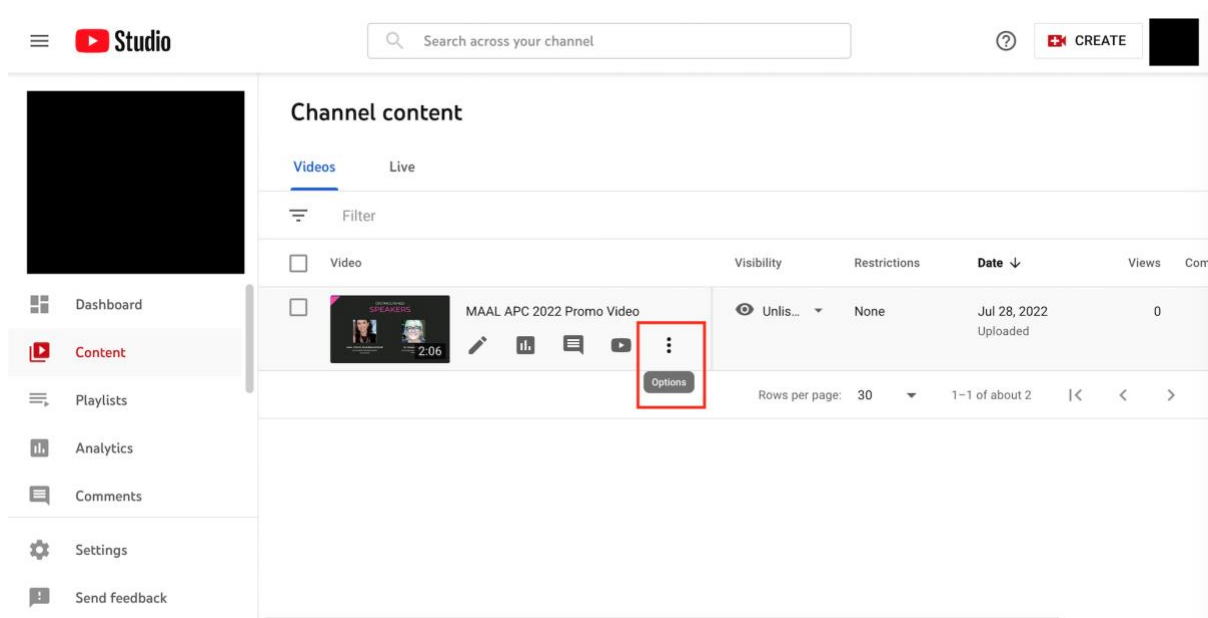 Studio
Search across your channel
CREATE
Channel content
Videos Live
Filter
Video Visibility Restrictions Date Views Com
SPEAKERS
2:06
MAAL APC 2022 Promo Video
Options
Unlis... None Jul 28, 2022 0
Uploaded
Rows per page: 30 1–1 of about 2
Dashboard
Content
Playlists
Analytics
Comments
Settings
Send feedback